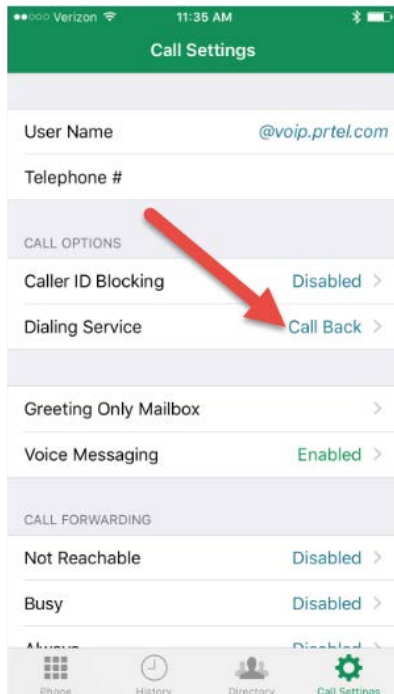 Verizon 11:35 AM
Call Settings
User Name @voip.prtel.com
Telephone #
CALL OPTIONS
Caller ID Blocking Disabled
Dialing Service Call Back
Greeting Only Mailbox
Voice Messaging Enabled
CALL FORWARDING
Not Reachable Disabled
Busy Disabled
Always Disabled
Phone History Directory Call Settings